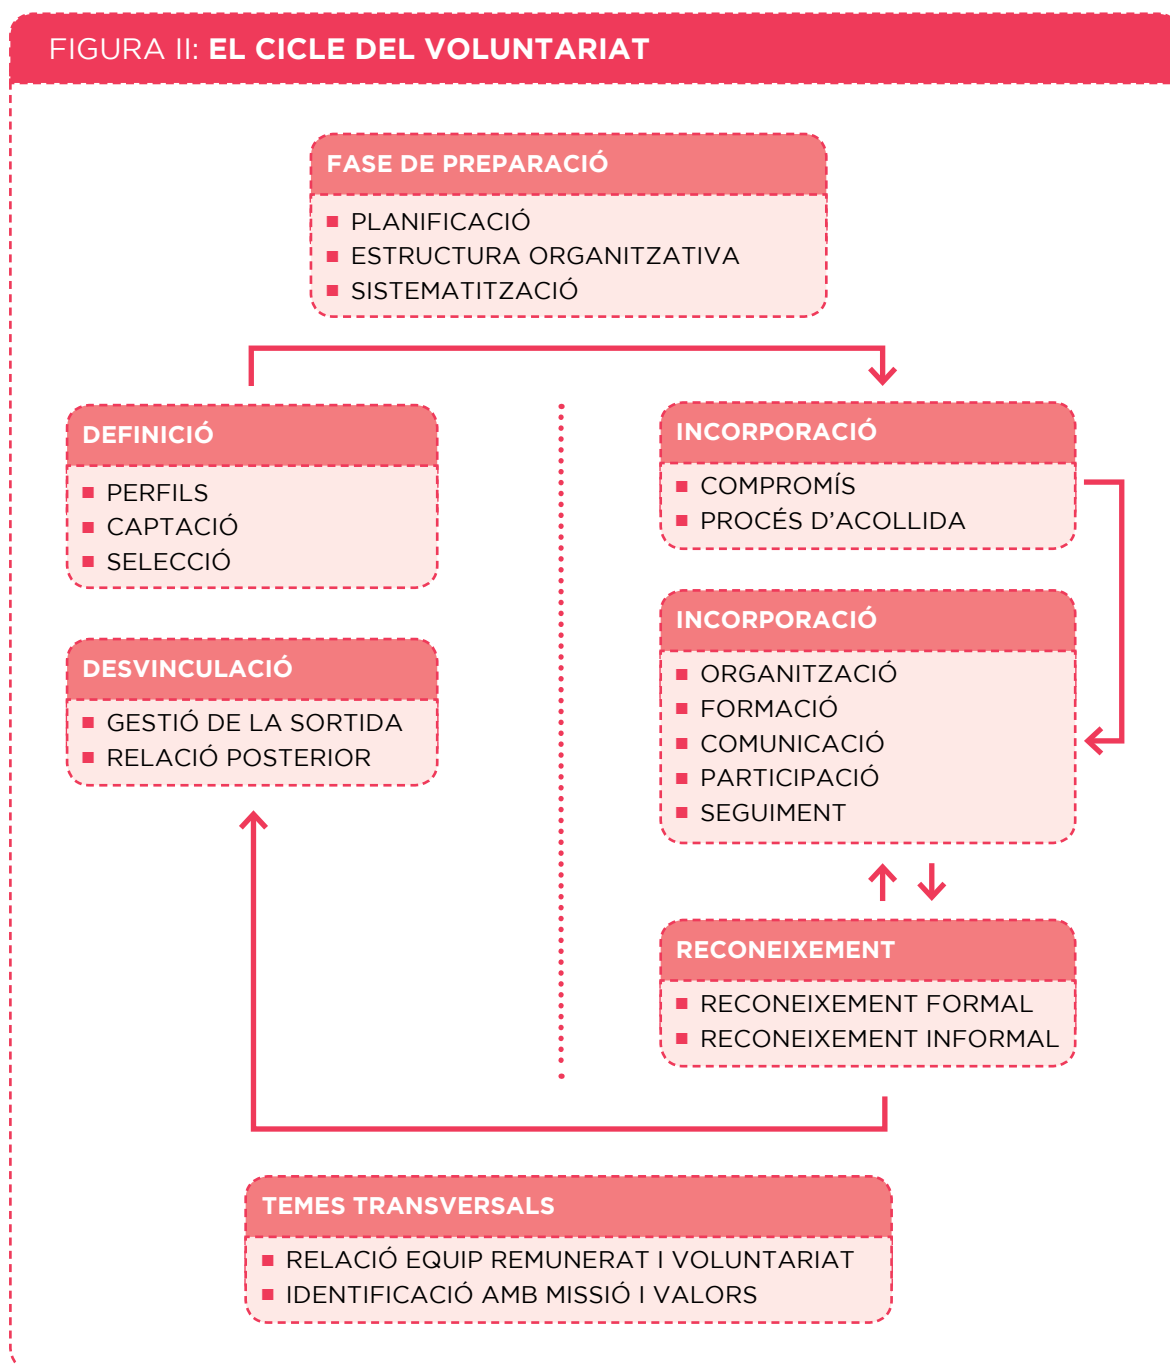 FIGURA II: EL CICLE DEL VOLUNTARIAT
FASE DE PREPARACIÓ
PLANIFICACIÓ
ESTRUCTURA ORGANITZATIVA
SISTEMATITZACIÓ
DEFINICIÓ
PERFILS
CAPTACIÓ
SELECCIÓ
INCORPORACIÓ
COMPROMÍS
PROCÉS D'ACOLLIDA
INCORPORACIÓ
ORGANITZACIÓ
FORMACIÓ
COMUNICACIÓ
PARTICIPACIÓ
SEGUIMENT
RECONEIXEMENT
RECONEIXEMENT FORMAL
RECONEIXEMENT INFORMAL
DESVINCULACIÓ
GESTIÓ DE LA SORTIDA
RELACIÓ POSTERIOR
TEMES TRANSVERSALS
RELACIÓ EQUIP REMUNERAT I VOLUNTARIAT
IDENTIFICACIÓ AMB MISSIÓ I VALORS